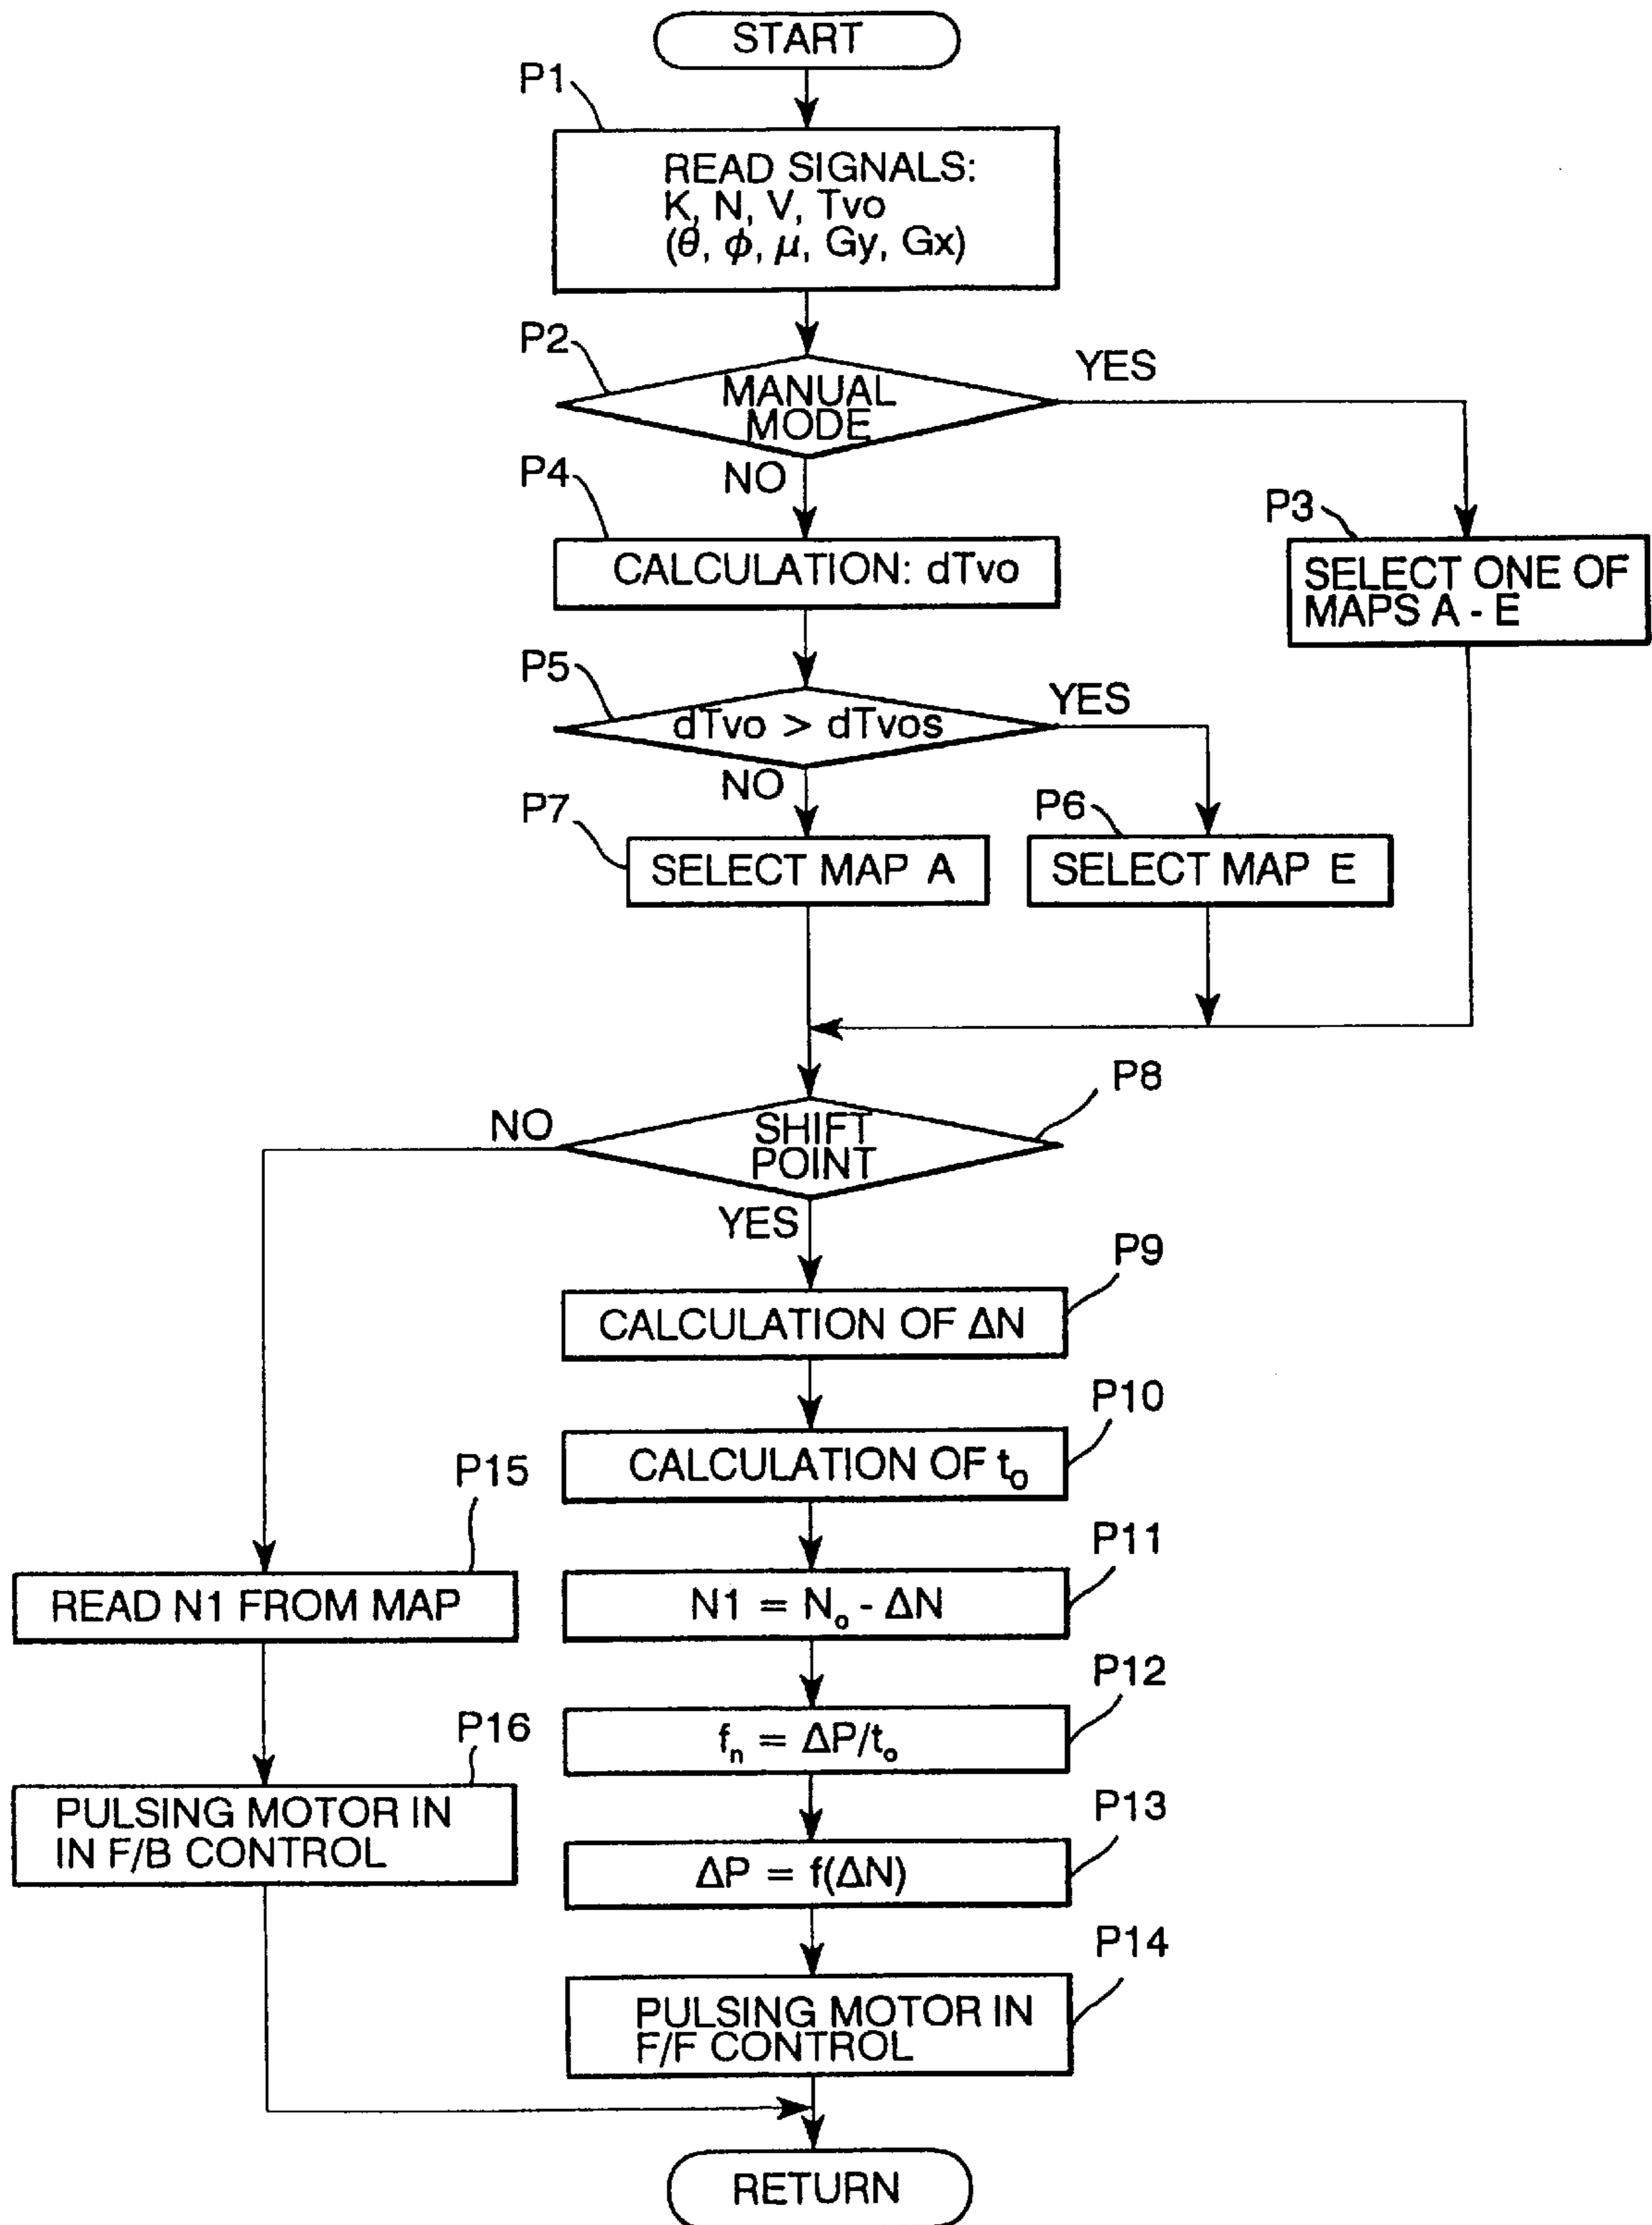 START
P1
READ SIGNALS:
K, N, V, Tvo
(θ, ϕ, μ, Gy, Gx)
P2
MANUAL
MODE
YES
NO
P3
SELECT ONE OF
MAPS A - E
P4
CALCULATION: dTvo
P5
dTvo > dTvos
YES
NO
P7
SELECT MAP A
P6
SELECT MAP E
P8
SHIFT
POINT
NO
YES
P9
CALCULATION OF ΔN
P10
CALCULATION OF t₀
P15
READ N1 FROM MAP
P11
N1 = Nₒ - ΔN
P12
fₙ = ΔP/tₒ
P16
PULSING MOTOR IN
IN F/B CONTROL
P13
ΔP = f(ΔN)
P14
PULSING MOTOR IN
F/F CONTROL
RETURN